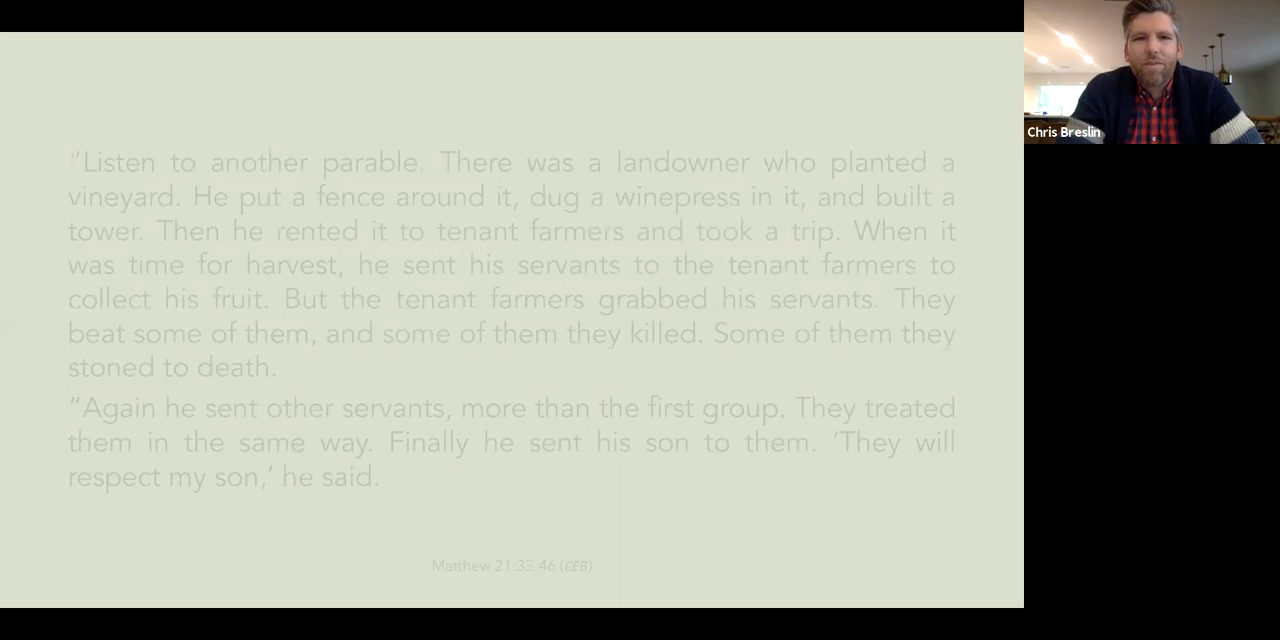 “Listen to another parable. There was a landowner who planted a
vineyard. He put a fence around it, dug a winepress in it, and built a
tower. Then he rented it to tenant farmers and took a trip. When it
was time for harvest, he sent his servants to the tenant farmers to
collect his fruit. But the tenant farmers grabbed his servants. They
beat some of them, and some of them they killed. Some of them they
stoned to death.
“Again he sent other servants, more than the first group. They treated
them in the same way. Finally he sent his son to them. ‘They will
respect my son,’ he said.
Matthew 21:33-46 (CEB)
Chris Breslin